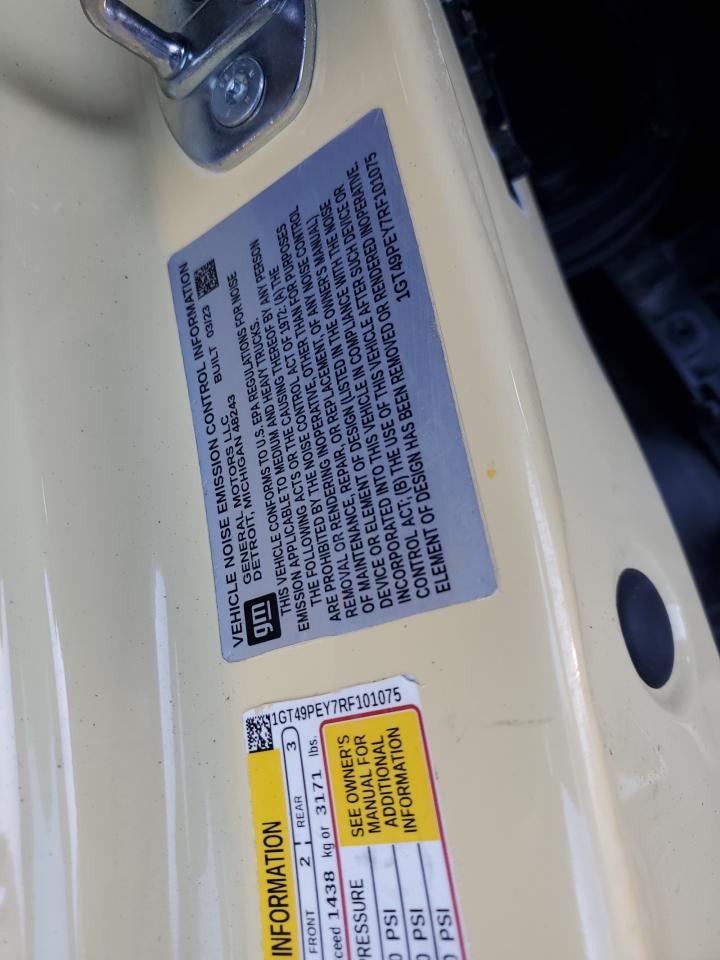 VEHICLE NOISE EMISSION CONTROL INFORMATION
GENERAL MOTORS LLC
DETROIT, MICHIGAN 48243 BUILT 03/23
gm
THIS VEHICLE CONFORMS TO U.S. EPA REGULATIONS FOR NOISE
EMISSION APPLICABLE TO MEDIUM AND HEAVY TRUCKS.
THE FOLLOWING ACTS OR THE CAUSING THEREOF BY ANY PERSON
ARE PROHIBITED BY THE NOISE CONTROL ACT OF 1972: (A) THE
REMOVAL OR RENDERING INOPERATIVE, OTHER THAN FOR PURPOSES
OF MAINTENANCE, REPAIR, OR REPLACEMENT, OF ANY NOISE CONTROL
DEVICE OR ELEMENT OF DESIGN (LISTED IN THE OWNER'S MANUAL)
INCORPORATED INTO THIS VEHICLE IN COMPLIANCE WITH THE NOISE
CONTROL ACT; (B) THE USE OF THIS VEHICLE AFTER SUCH DEVICE OR
ELEMENT OF DESIGN HAS BEEN REMOVED OR RENDERED INOPERATIVE.
1GT49PEY7RF101075
1GT49PEY7RF101075
INFORMATION
FRONT 2 REAR 3
ceed 1438 kg or 3171 lbs.
PRESSURE
SEE OWNER'S
MANUAL FOR
ADDITIONAL
INFORMATION
0 PSI
0 PSI
0 PSI